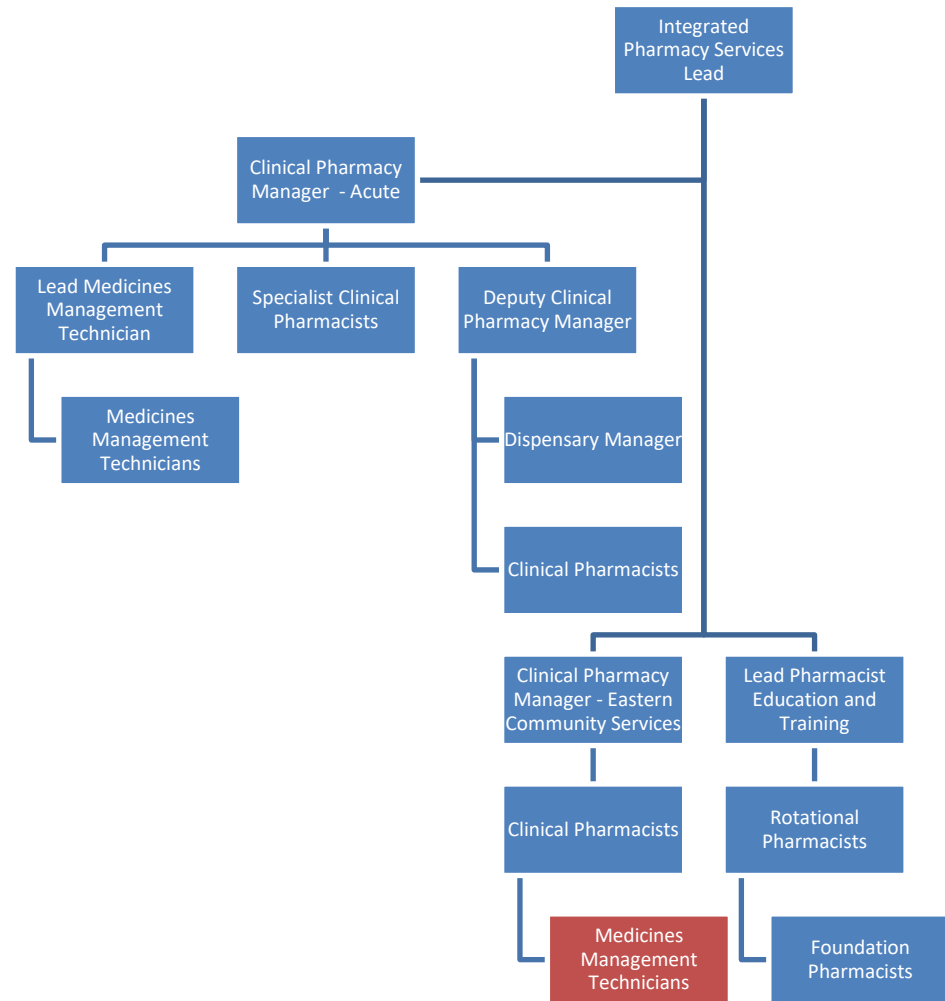 Integrated
Pharmacy Services
Lead
Clinical Pharmacy
Manager - Acute
Lead Medicines
Management
Technician
Specialist Clinical
Pharmacists
Deputy Clinical
Pharmacy Manager
Medicines
Management
Technicians
Dispensary Manager
Clinical Pharmacists
Clinical Pharmacy
Manager - Eastern
Community Services
Lead Pharmacist
Education and
Training
Clinical Pharmacists
Rotational
Pharmacists
Medicines
Management
Technicians
Foundation
Pharmacists